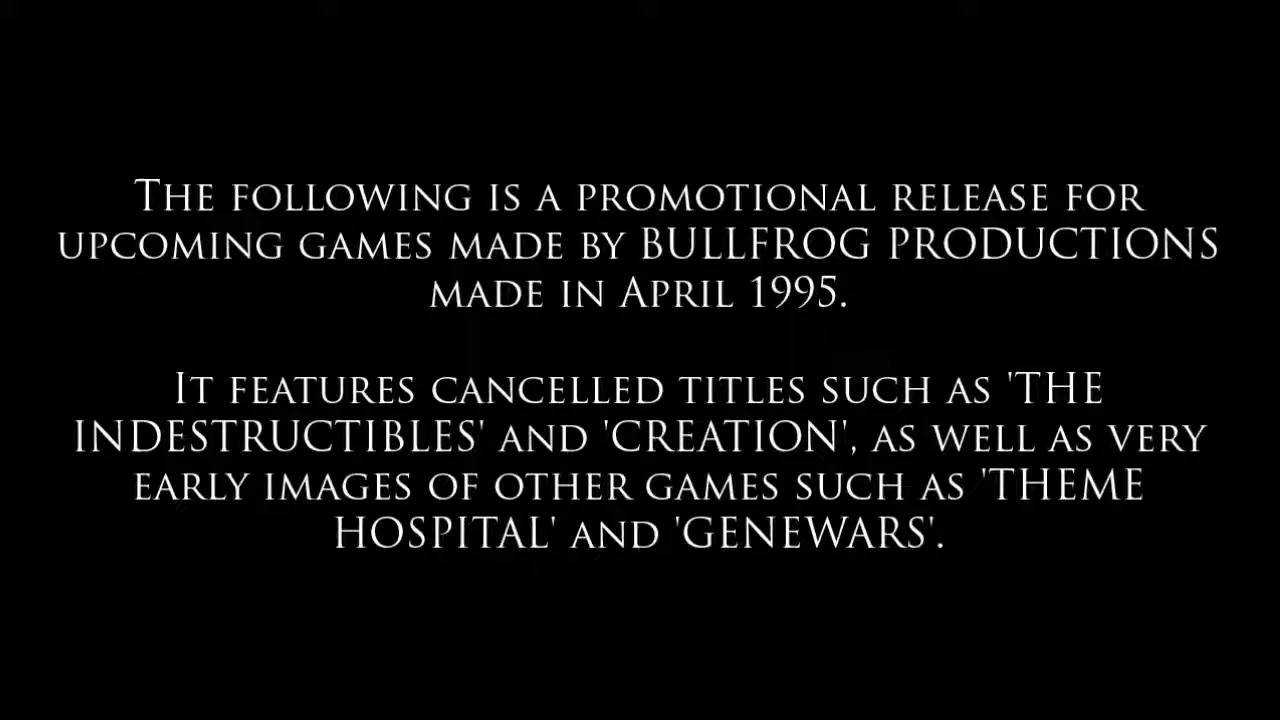 The following is a promotional release for
upcoming games made by BULLFROG PRODUCTIONS
made in April 1995.
It features cancelled titles such as 'THE
INDESTRUCTIBLES' and 'CREATION', as well as very
early images of other games such as 'THEME
HOSPITAL' and 'GENEWARS'.